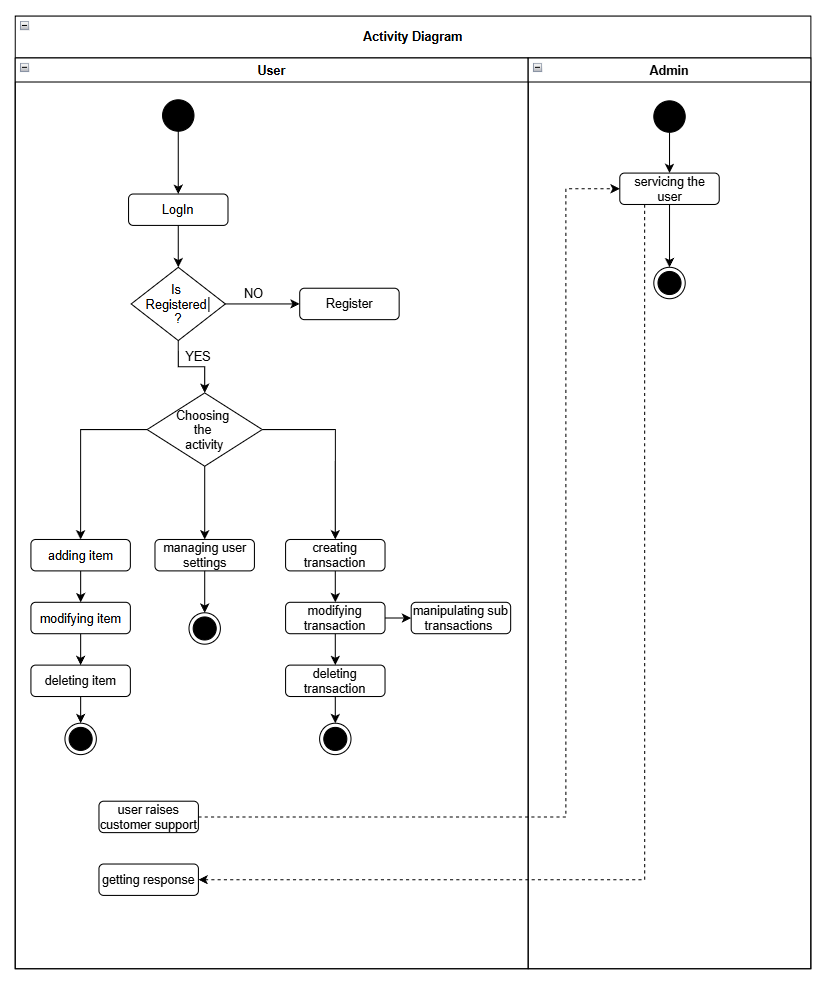 Activity Diagram
User
Admin
servicing the
user
LogIn
Is
Registered
?
NO
Register
YES
Choosing
the
activity
adding item
managing user
settings
creating
transaction
modifying item
modifying
transaction
manipulating sub
transactions
deleting item
deleting
transaction
user raises
customer support
getting response